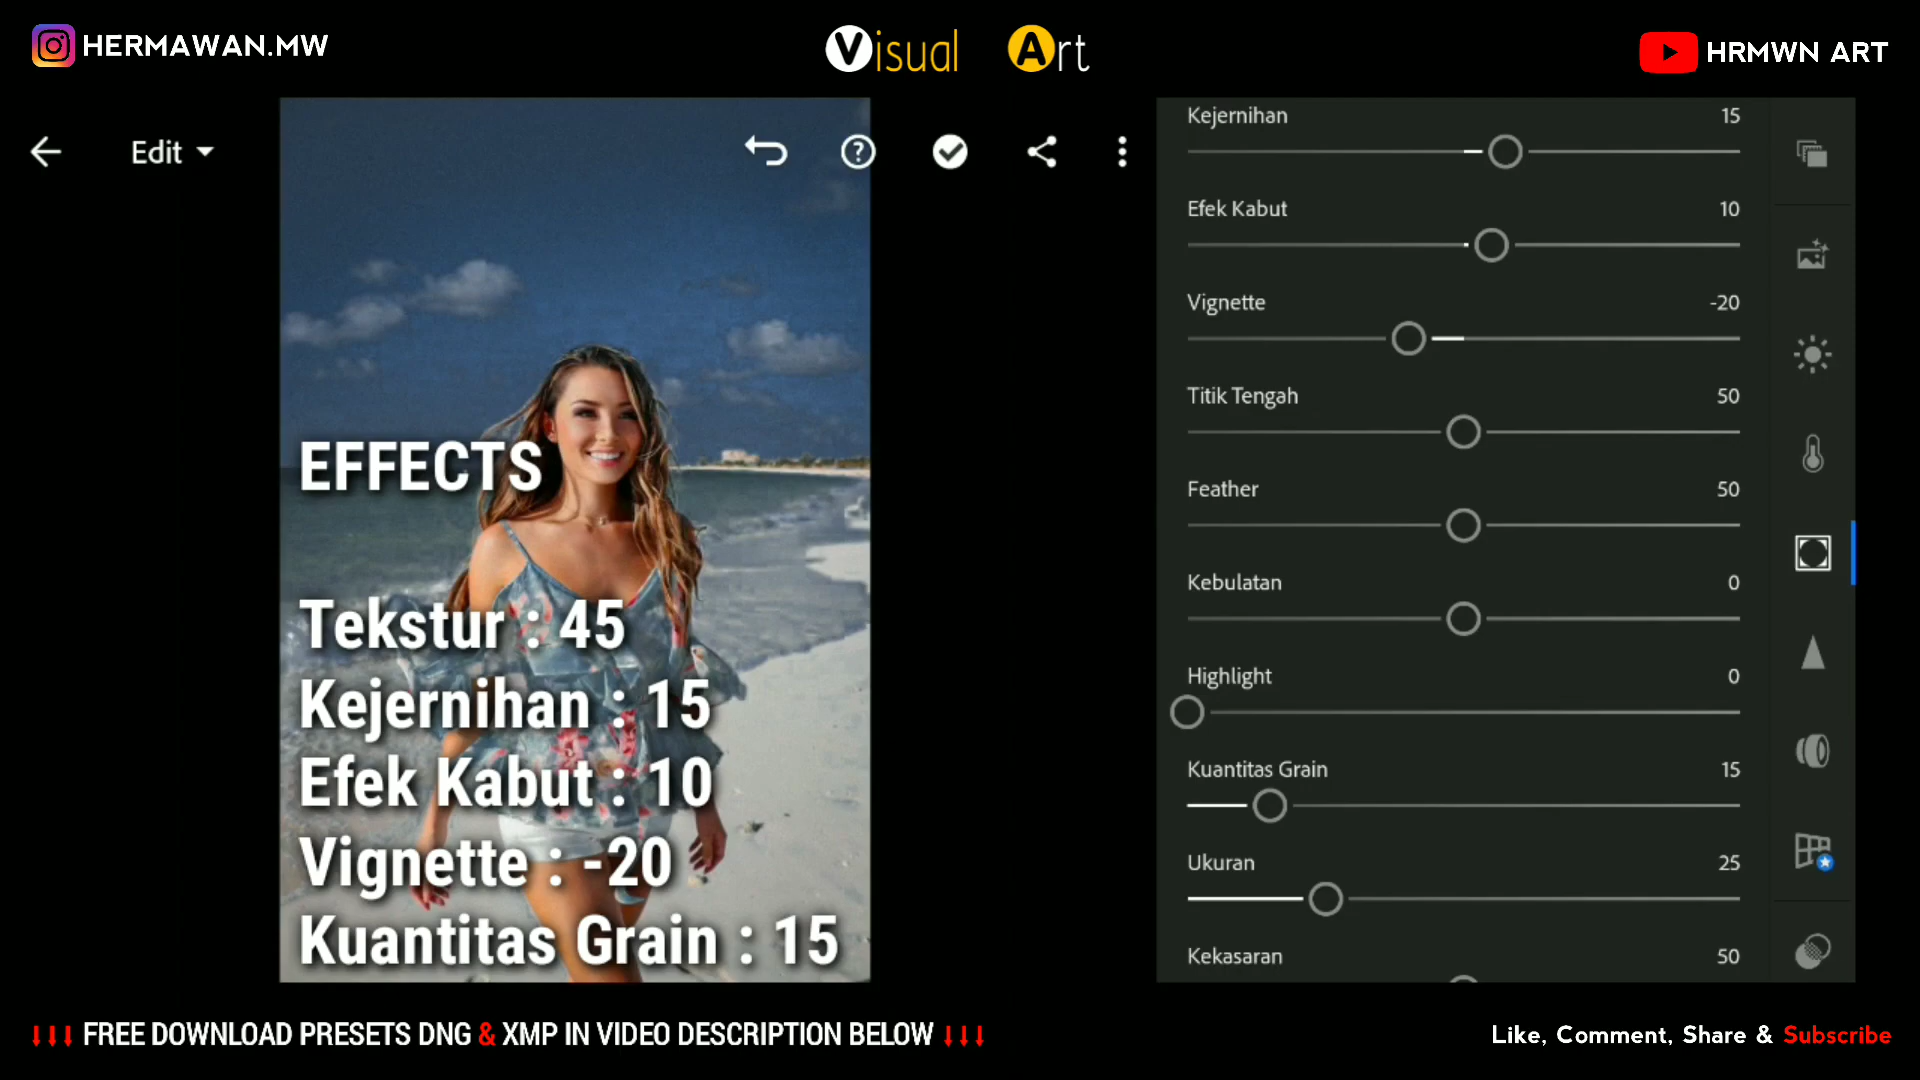 HERMAWAN.MW
Visual Art
HRMWN ART
Edit
EFFECTS
Tekstur : 45
Kejernihan : 15
Efek Kabut : 10
Vignette : -20
Kuantitas Grain : 15
Kejernihan 15
Efek Kabut 10
Vignette -20
Titik Tengah 50
Feather 50
Kebulatan 0
Highlight 0
Kuantitas Grain 15
Ukuran 25
Kekasaran 50
↓↓↓ FREE DOWNLOAD PRESETS DNG & XMP IN VIDEO DESCRIPTION BELOW ↓↓↓
Like, Comment, Share & Subscribe